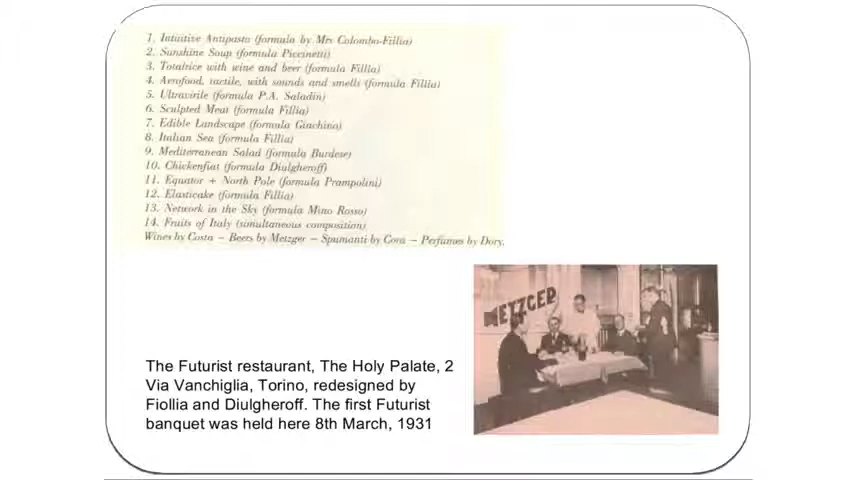 1. Intuitive Antipasto (formula by Mrs Colombo-Fillia)
2. Sunshine Soup (formula Piccinelli)
3. Totalrice with wine and beer (formula Fillia)
4. Aerofood, tactile, with sounds and smells (formula Fillia)
5. Ultravirile (formula P.A. Saladin)
6. Sculpted Meat (formula Fillia)
7. Edible Landscape (formula Giachino)
8. Italian Sea (formula Fillia)
9. Mediterranean Salad (formula Burdese)
10. Chickenfiat (formula Diulgheroff)
11. Equator + North Pole (formula Prampolini)
12. Elasticake (formula Fillia)
13. Network in the Sky (formula Mino Rosso)
14. Fruits of Italy (simultaneous composition)
Wines by Costa – Beers by Metzger – Spumanti by Cora – Perfumes by Dory.
METZGER
The Futurist restaurant, The Holy Palate, 2
Via Vanchiglia, Torino, redesigned by
Fiollia and Diulgheroff. The first Futurist
banquet was held here 8th March, 1931